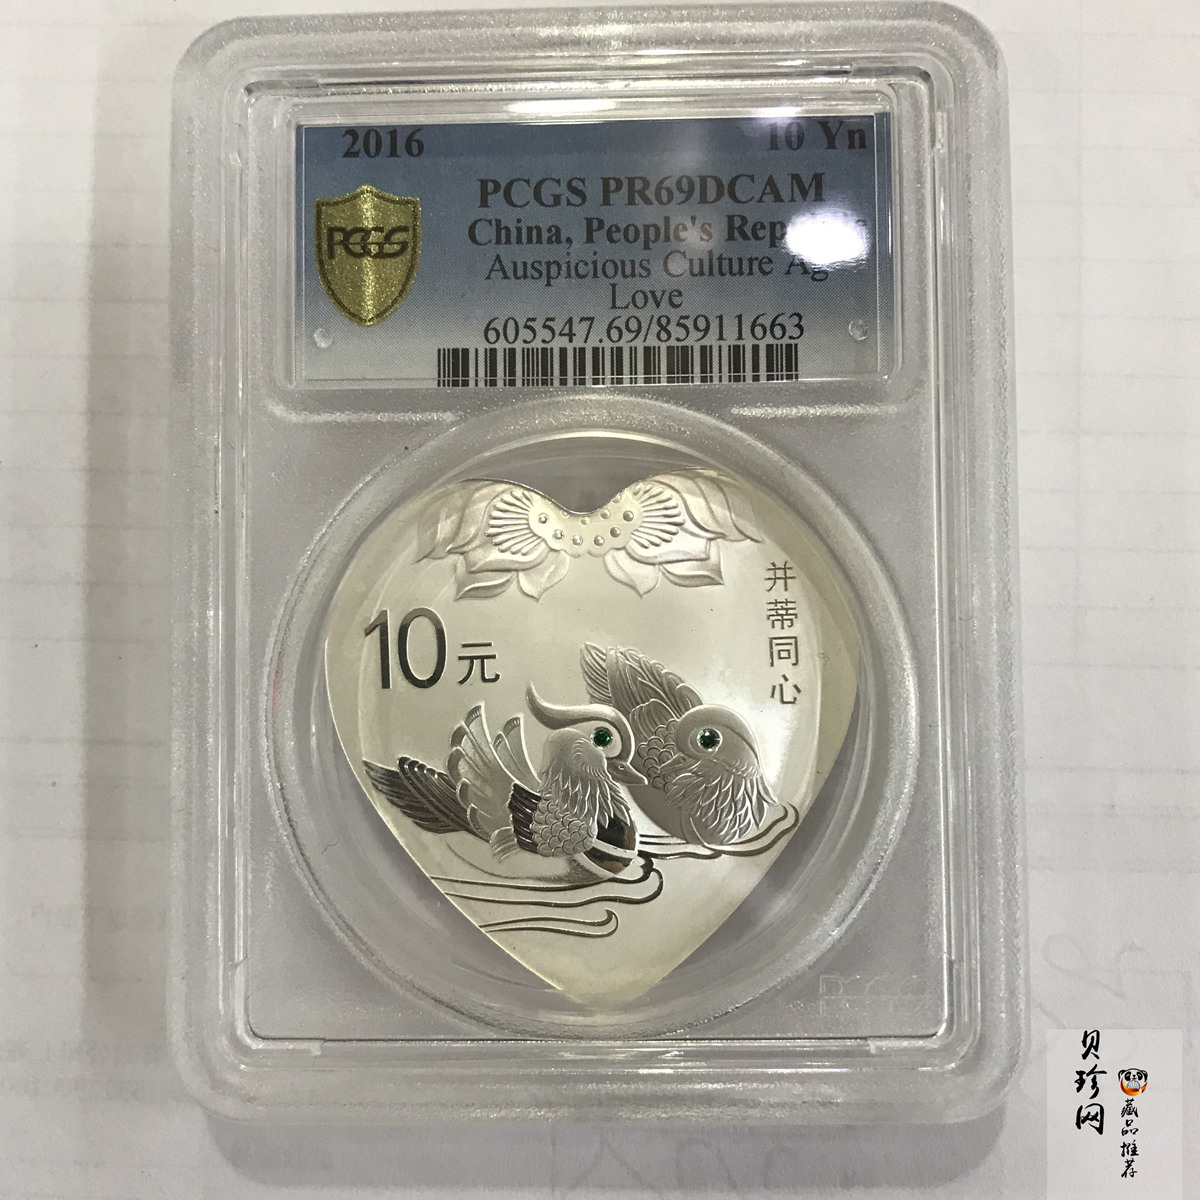 2016 10 Yn
PCGS PR69DCAM
China, People's
Auspicious Culture Ag
Love
605547.69/85911663
PCGS
10元
并蒂同心
PCGS
贝珍网
藏品推荐